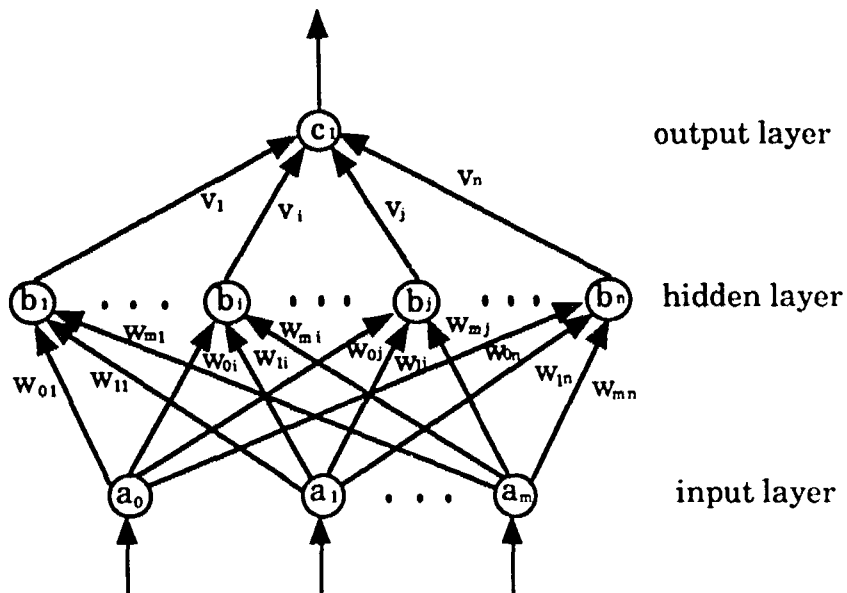 c₁ output layer
v₁ vᵢ vⱼ vₙ
b₁ . . . bᵢ . . . bⱼ . . . bₙ hidden layer
wₘ₁ wₘᵢ wₘⱼ
w₀ᵢ w₁ᵢ w₀ⱼ w₁ⱼ w₀ₙ
w₀₁ w₁₁ w₁ₙ wₘₙ
a₀ a₁ . . . aₘ input layer